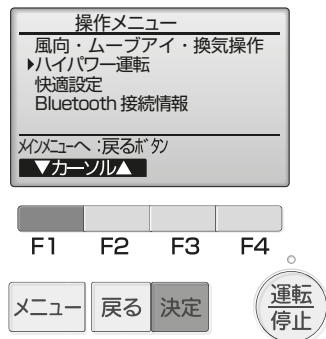 操作メニュー
風向・ムーブアイ・換気操作
▶ハイパワー運転
快適設定
Bluetooth 接続情報
メインメニューへ:戻るボタン
▼カーソル▲
F1 F2 F3 F4
メニュー 戻る 決定 運転
停止